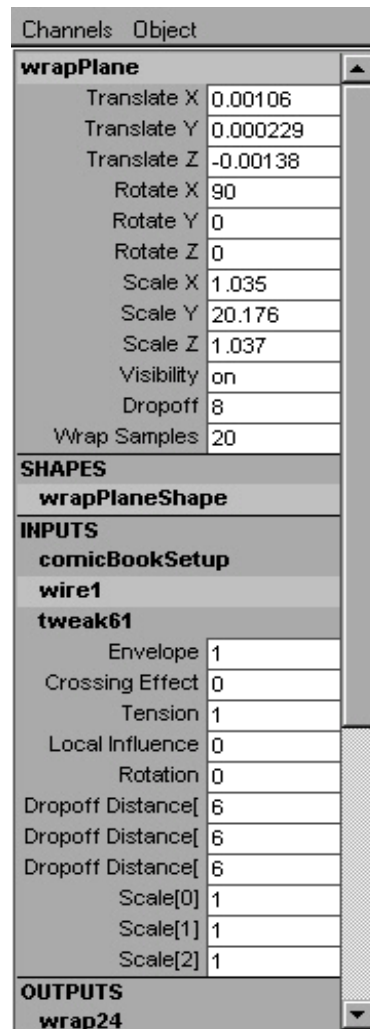 Channels Object
wrapPlane
Translate X 0.00106
Translate Y 0.000229
Translate Z -0.00138
Rotate X 90
Rotate Y 0
Rotate Z 0
Scale X 1.035
Scale Y 20.176
Scale Z 1.037
Visibility on
Dropoff 8
Wrap Samples 20
SHAPES
wrapPlaneShape
INPUTS
comicBookSetup
wire1
tweak61
Envelope 1
Crossing Effect 0
Tension 1
Local Influence 0
Rotation 0
Dropoff Distance[ 6
Dropoff Distance[ 6
Dropoff Distance[ 6
Scale[0] 1
Scale[1] 1
Scale[2] 1
OUTPUTS
wrap24